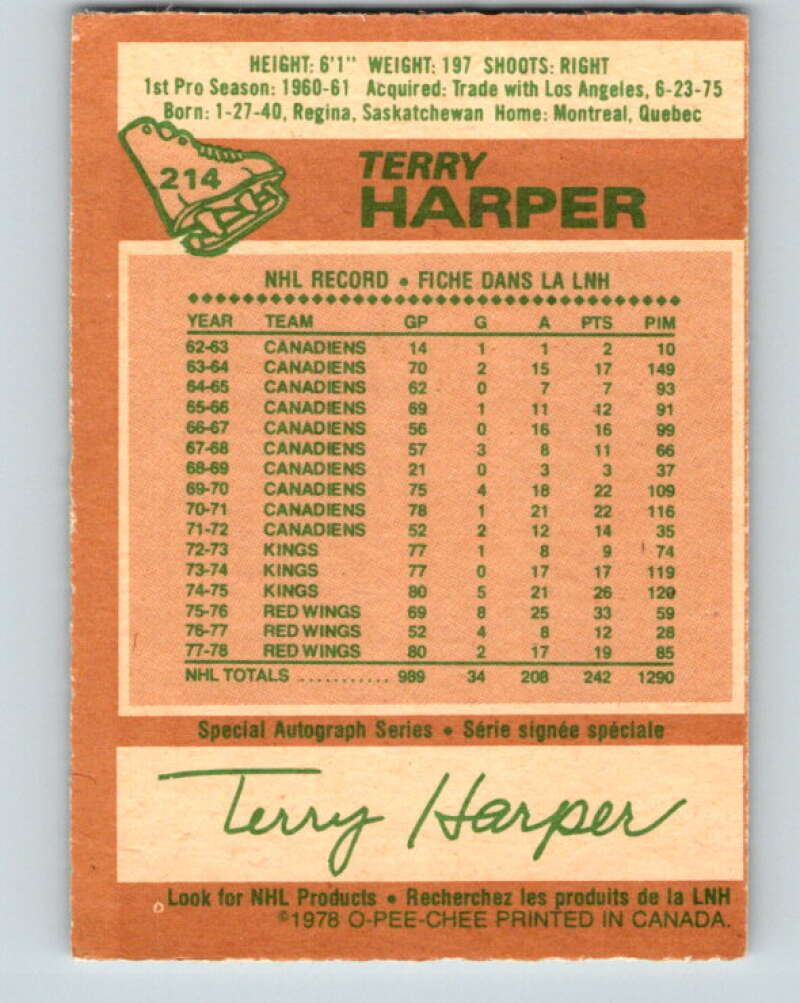 HEIGHT: 6'1" WEIGHT: 197 SHOOTS: RIGHT
1st Pro Season: 1960-61 Acquired: Trade with Los Angeles, 6-23-75
Born: 1-27-40, Regina, Saskatchewan Home: Montreal, Quebec
214
TERRY
HARPER
NHL RECORD • FICHE DANS LA LNH
YEAR TEAM GP G A PTS PIM
62-63 CANADIENS 14 1 1 2 10
63-64 CANADIENS 70 2 15 17 149
64-65 CANADIENS 62 0 7 7 93
65-66 CANADIENS 69 1 11 12 91
66-67 CANADIENS 56 0 16 16 99
67-68 CANADIENS 57 3 8 11 66
68-69 CANADIENS 21 0 3 3 37
69-70 CANADIENS 75 4 18 22 109
70-71 CANADIENS 78 1 21 22 116
71-72 CANADIENS 52 2 12 14 35
72-73 KINGS 77 1 8 9 74
73-74 KINGS 77 0 17 17 119
74-75 KINGS 80 5 21 26 120
75-76 RED WINGS 69 8 25 33 59
76-77 RED WINGS 52 4 8 12 28
77-78 RED WINGS 80 2 17 19 85
NHL TOTALS ........... 989 34 208 242 1290
Special Autograph Series • Série signée spéciale
Terry Harper
Look for NHL Products • Recherchez les produits de la LNH
©1978 O-PEE-CHEE PRINTED IN CANADA.